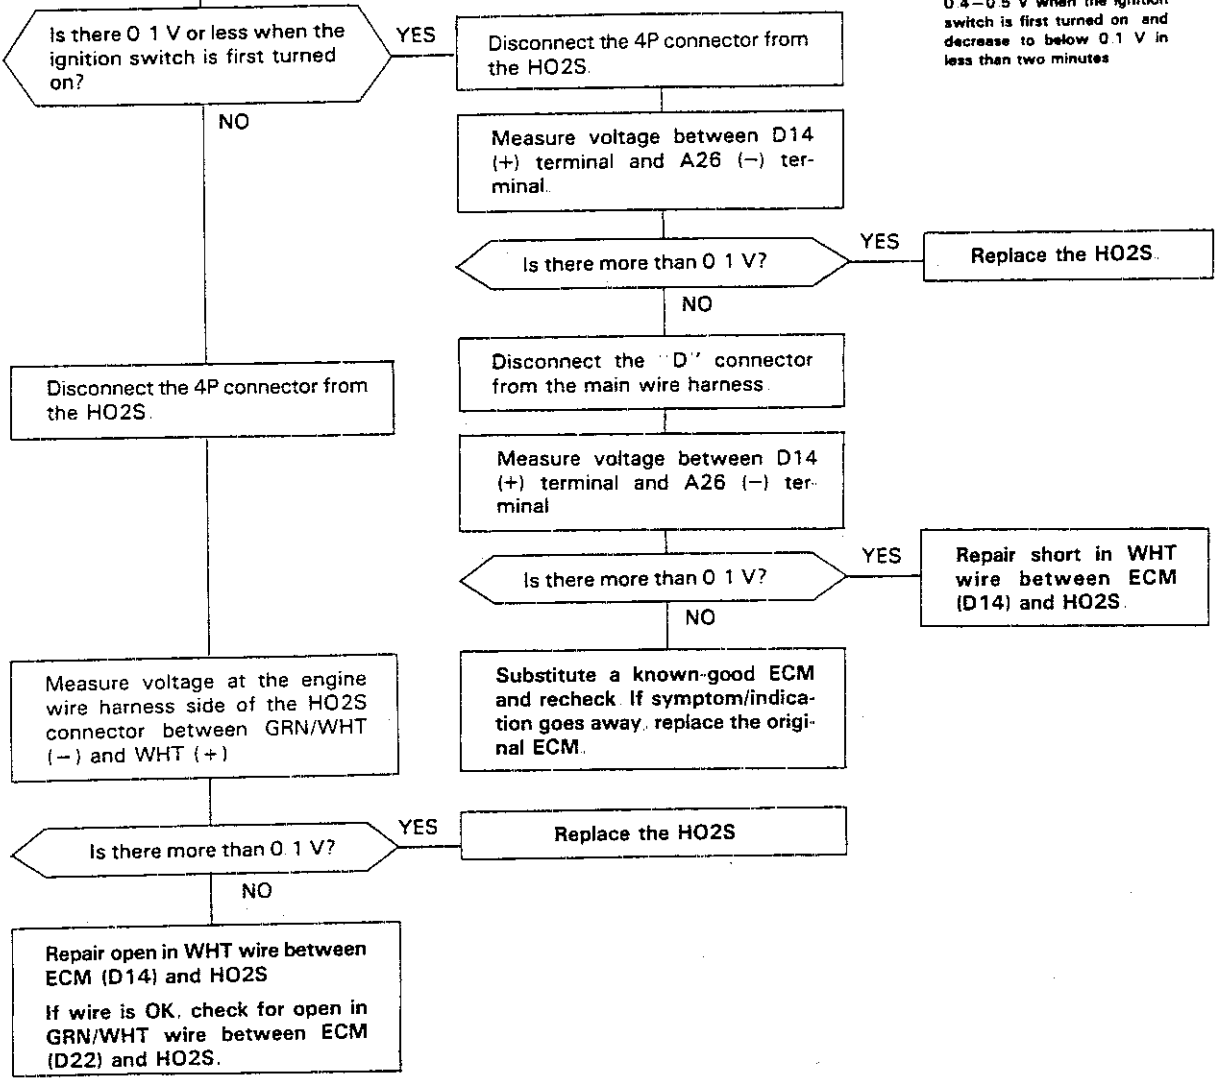 0.4–0.5 V when the ignition
switch is first turned on and
decrease to below 0.1 V in
less than two minutes
Is there 0 1 V or less when the
ignition switch is first turned
on?
YES
NO
Disconnect the 4P connector from
the HO2S.
Measure voltage between D14
(+) terminal and A26 (−) ter-
minal.
Is there more than 0 1 V?
YES
Replace the HO2S.
NO
Disconnect the "D" connector
from the main wire harness
Measure voltage between D14
(+) terminal and A26 (−) ter-
minal
Is there more than 0 1 V?
YES
Repair short in WHT
wire between ECM
(D14) and HO2S.
NO
Substitute a known-good ECM
and recheck. If symptom/indica-
tion goes away, replace the origi-
nal ECM.
Disconnect the 4P connector from
the HO2S.
Measure voltage at the engine
wire harness side of the HO2S
connector between GRN/WHT
(−) and WHT (+)
Is there more than 0.1 V?
YES
Replace the HO2S
NO
Repair open in WHT wire between
ECM (D14) and HO2S
If wire is OK, check for open in
GRN/WHT wire between ECM
(D22) and HO2S.